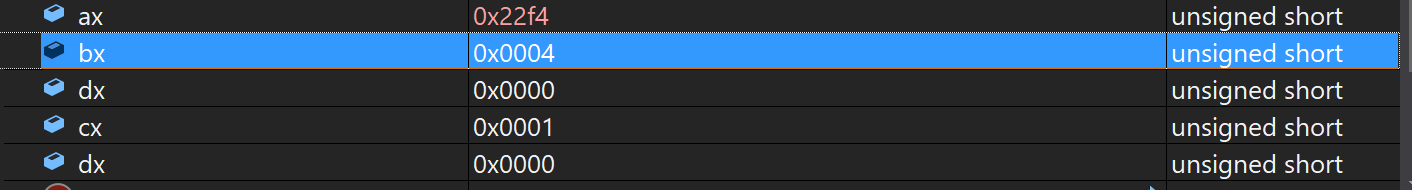 ax 0x22f4 unsigned short
bx 0x0004 unsigned short
dx 0x0000 unsigned short
cx 0x0001 unsigned short
dx 0x0000 unsigned short